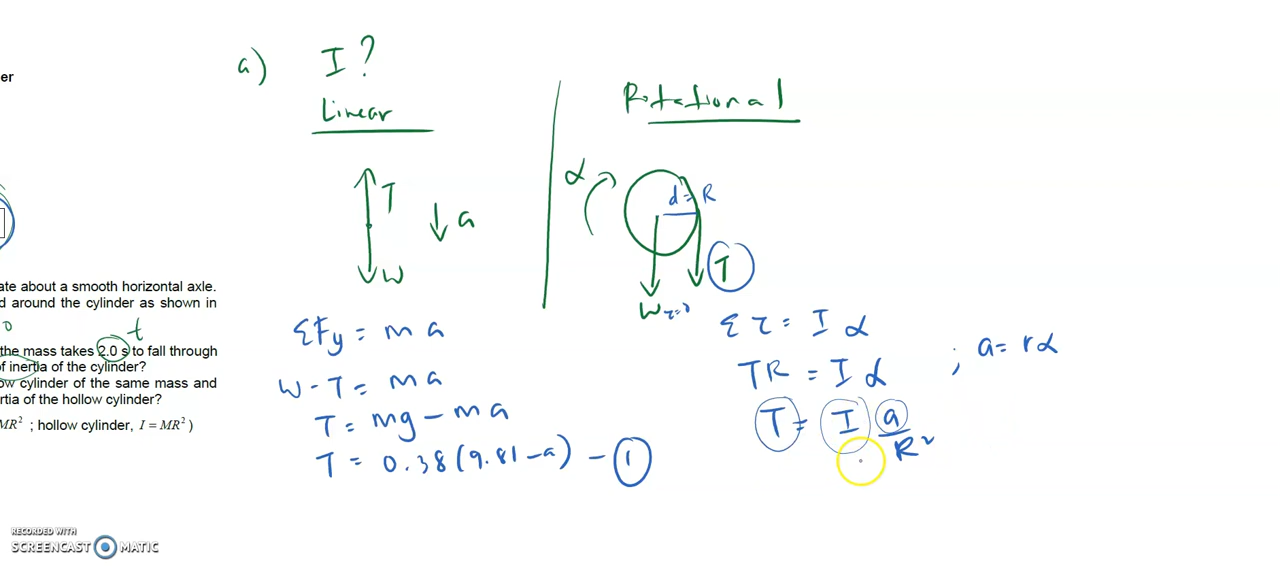 er
ate about a smooth horizontal axle.
d around the cylinder as shown in
t
the mass takes 2.0 s to fall through
of inertia of the cylinder?
ow cylinder of the same mass and
rtia of the hollow cylinder?
MR² ; hollow cylinder, I = MR² )
a) I?
Linear
T
↓ a
W
ΣFy = ma
W - T = ma
T = mg - ma
T = 0.38(9.81 - a) - ①
Rotational
α
d = R
T
W τ=0
Στ = Iα
TR = Iα ; a = rα
T = I a/R²
RECORDED WITH
SCREENCAST MATIC